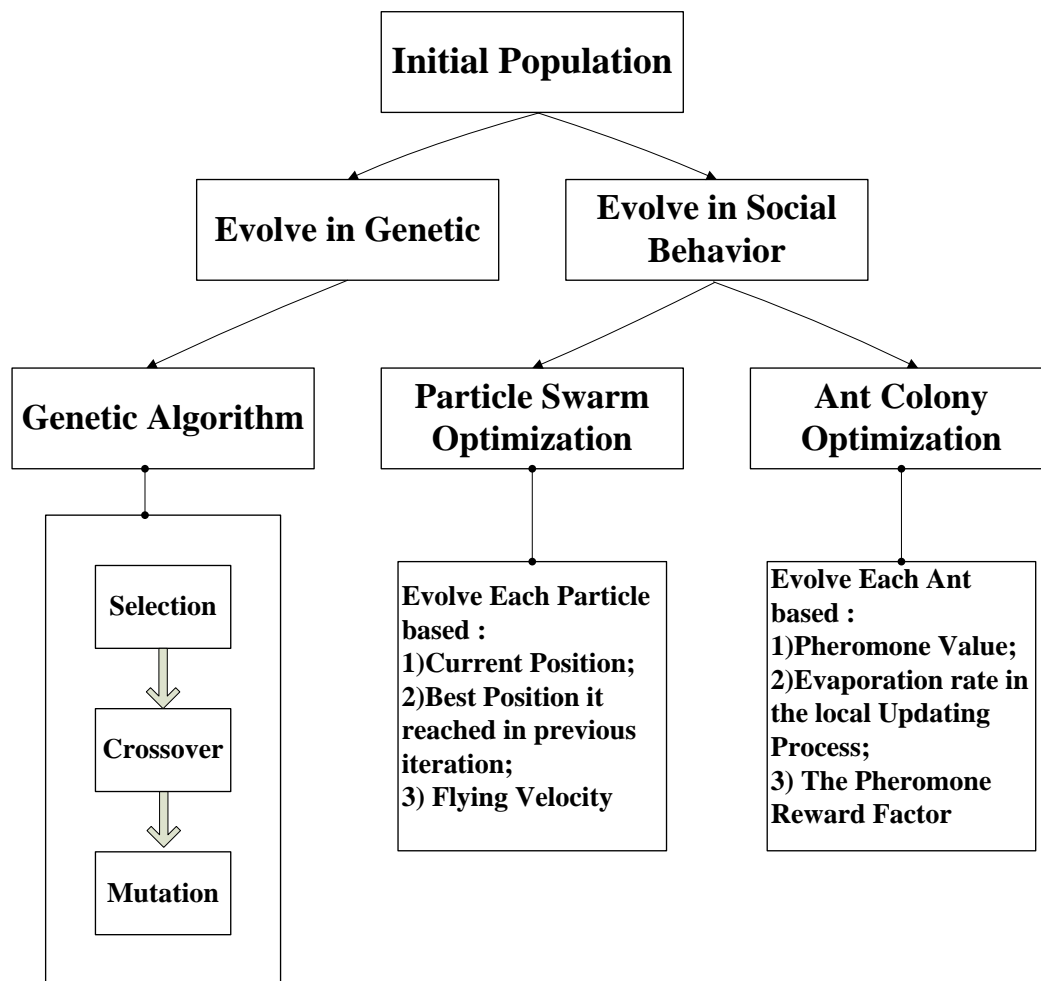 Initial Population
Evolve in Genetic
Evolve in Social
Behavior
Genetic Algorithm
Particle Swarm
Optimization
Ant Colony
Optimization
Selection
Crossover
Mutation
Evolve Each Particle
based :
1)Current Position;
2)Best Position it
reached in previous
iteration;
3) Flying Velocity
Evolve Each Ant
based :
1)Pheromone Value;
2)Evaporation rate in
the local Updating
Process;
3) The Pheromone
Reward Factor